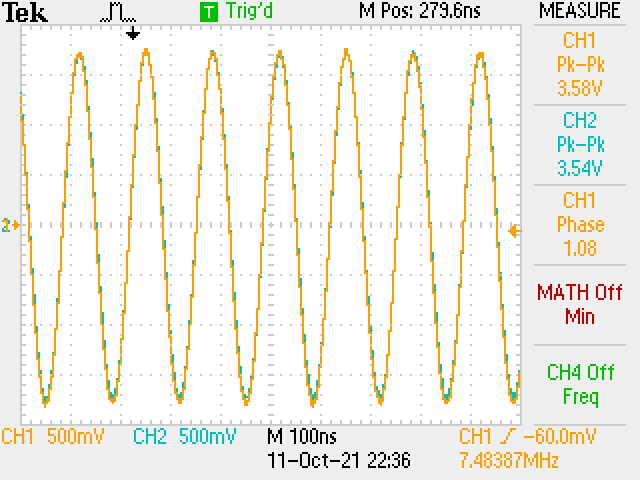 Tek T Trig'd M Pos: 279.6ns MEASURE
CH1
Pk-Pk
3.58V
CH2
Pk-Pk
3.54V
CH1
Phase
1.08
MATH Off
Min
CH4 Off
Freq
2
CH1 500mV CH2 500mV M 100ns CH1 -60.0mV
11-Oct-21 22:36 7.48387MHz